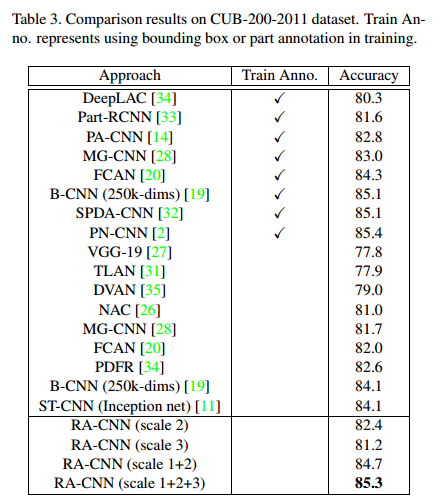 Table 3. Comparison results on CUB-200-2011 dataset. Train An-
no. represents using bounding box or part annotation in training.
Approach Train Anno. Accuracy
DeepLAC [34] ✓ 80.3
Part-RCNN [33] ✓ 81.6
PA-CNN [14] ✓ 82.8
MG-CNN [28] ✓ 83.0
FCAN [20] ✓ 84.3
B-CNN (250k-dims) [19] ✓ 85.1
SPDA-CNN [32] ✓ 85.1
PN-CNN [2] ✓ 85.4
VGG-19 [27] 77.8
TLAN [31] 77.9
DVAN [35] 79.0
NAC [26] 81.0
MG-CNN [28] 81.7
FCAN [20] 82.0
PDFR [34] 82.6
B-CNN (250k-dims) [19] 84.1
ST-CNN (Inception net) [11] 84.1
RA-CNN (scale 2) 82.4
RA-CNN (scale 3) 81.2
RA-CNN (scale 1+2) 84.7
RA-CNN (scale 1+2+3) 85.3